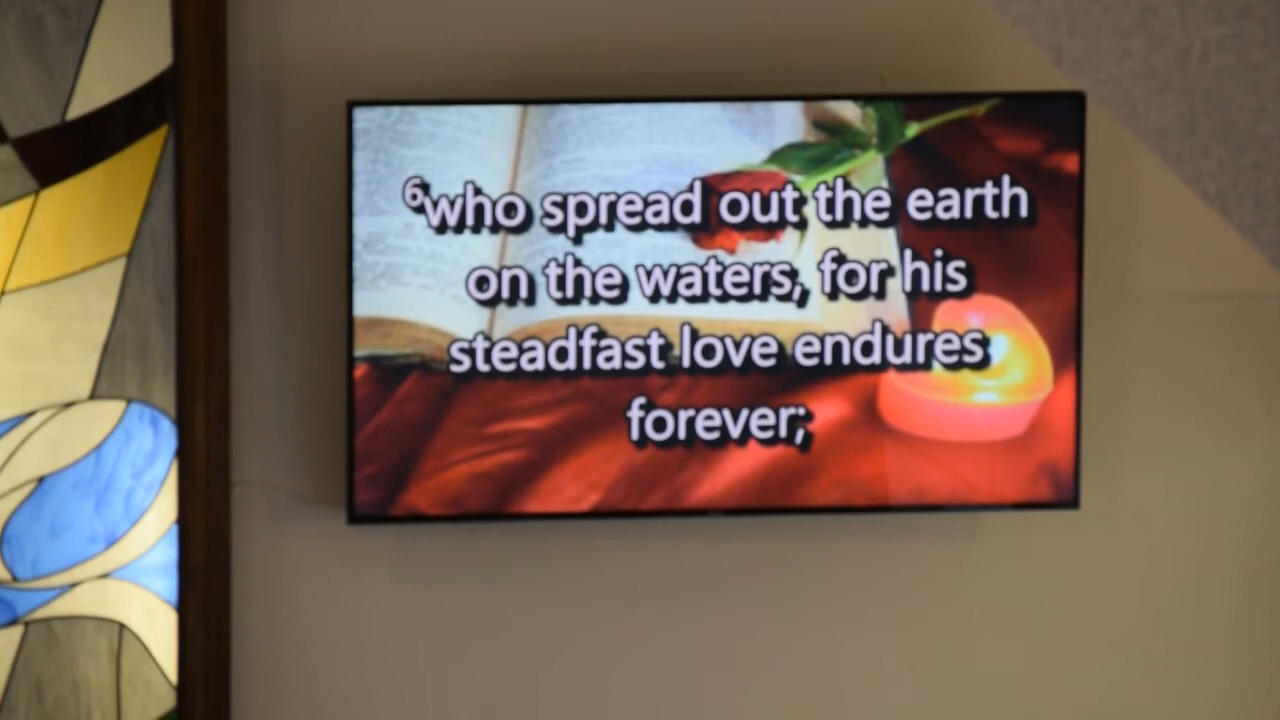 ⁶who spread out the earth
on the waters, for his
steadfast love endures
forever;